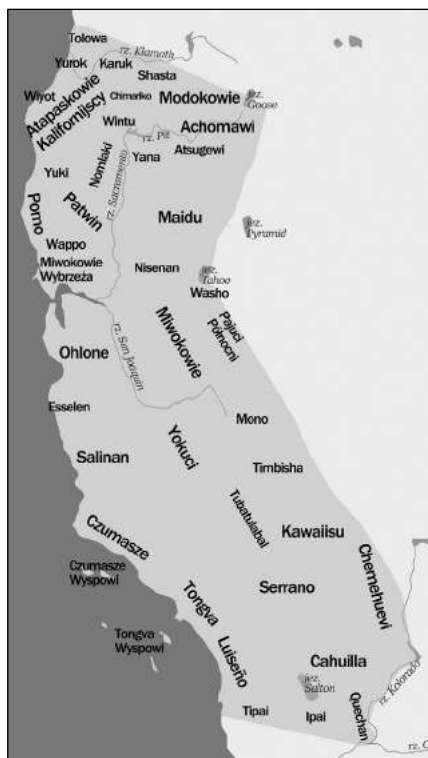 Tolowa
rz. Klamath
Yurok
Karuk
Shasta
Wiyot
Atapaskowie
Kalifornijscy
Chimariko
Modokowie
jez.
Goose
Wintu
Achomawi
rz. Pit
Yana
Atsugewi
Nomlaki
Yuki
rz. Sacramento
Pomo
Patwin
Maidu
jez.
Pyramid
Wappo
Miwokowie
Wybrzeża
Nisenan
jez.
Tahoo
Washo
Miwokowie
Pajuci
Północni
Ohlone
rz. San Joaquin
Esselen
Mono
Salinan
Yokuci
Timbisha
Tubatulabal
Kawaiisu
Czumasze
Chemehuevi
Czumasze
Wyspowi
Serrano
Tongva
Tongva
Wyspowi
Luiseño
Cahuilla
jez.
Salton
rz. Kolorado
Quechan
Tipai
Ipai